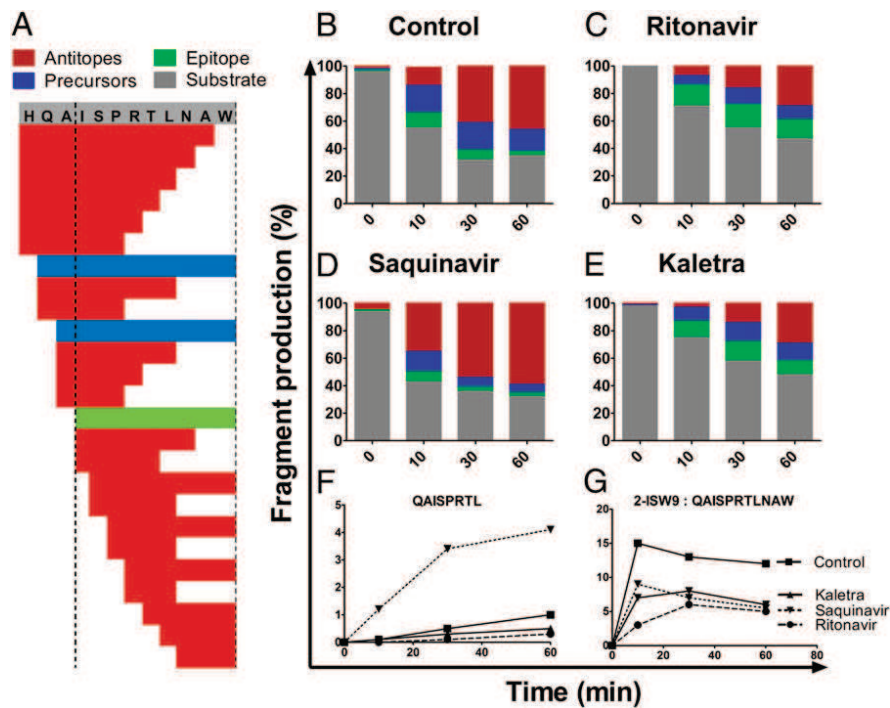 A
Antitopes
Epitope
Precursors
Substrate
H Q A I S P R T L N A W
Fragment production (%)
B
Control
100
80
60
40
20
0
0
10
30
60
C
Ritonavir
100
80
60
40
20
0
0
10
30
60
D
Saquinavir
100
80
60
40
20
0
0
10
30
60
E
Kaletra
100
80
60
40
20
0
0
10
30
60
F
QAISPRTL
5
4
3
2
1
0
0
20
40
60
G
2-ISW9 : QAISPRTLNAW
20
15
10
5
0
0
20
40
60
80
Control
Kaletra
Saquinavir
Ritonavir
Time (min)